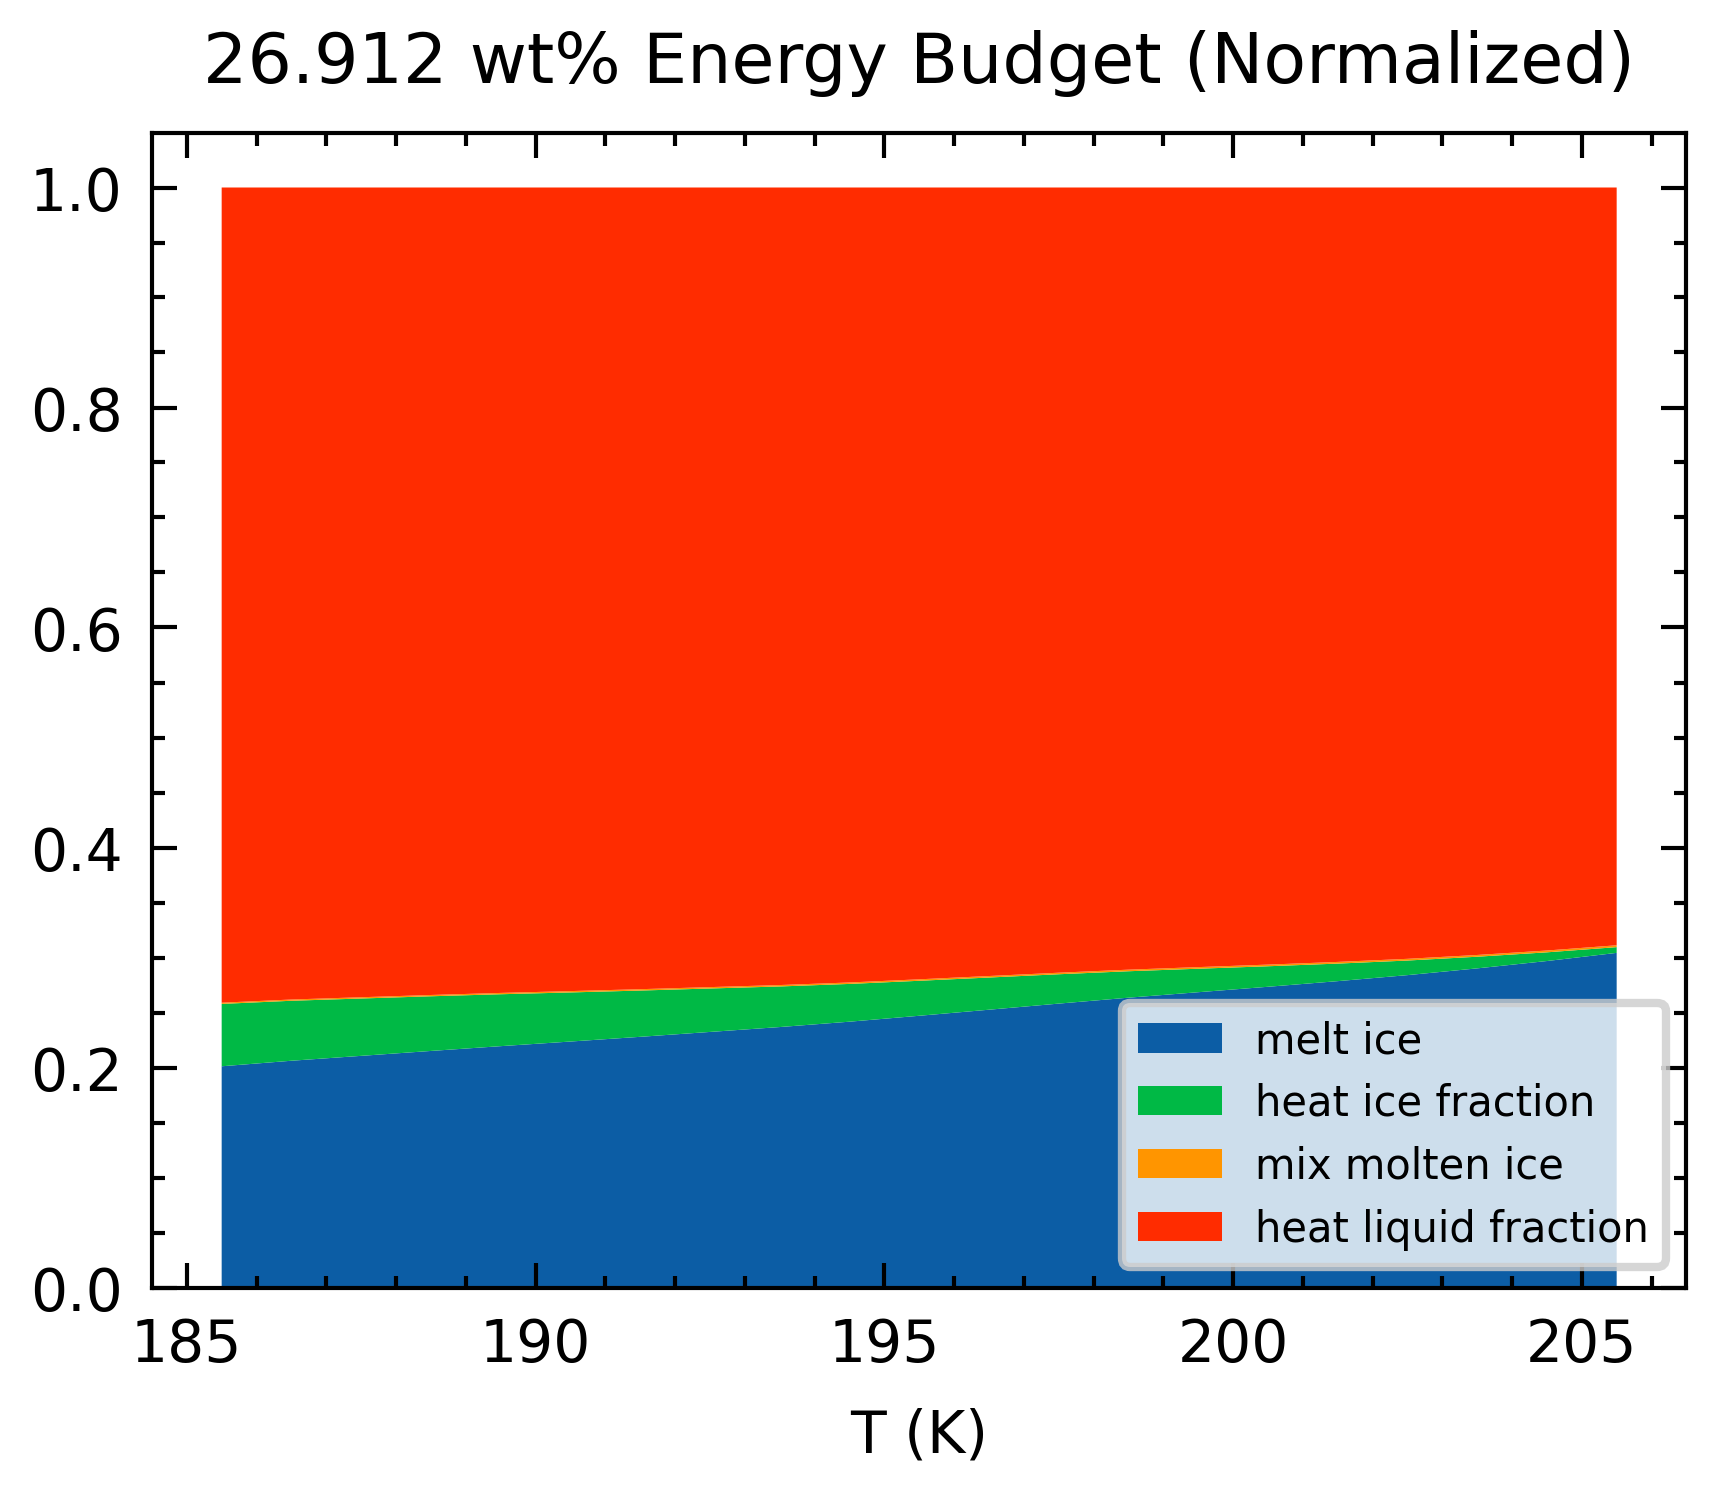 26.912 wt% Energy Budget (Normalized)
1.0
0.8
0.6
0.4
0.2
0.0
melt ice
heat ice fraction
mix molten ice
heat liquid fraction
185 190 195 200 205
T (K)